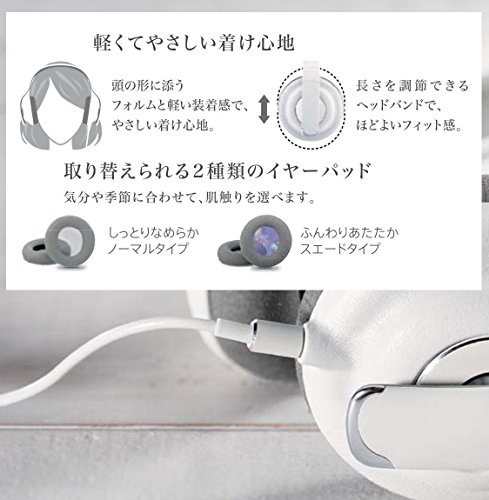 軽くてやさしい着け心地
頭の形に添う
フォルムと軽い装着感で、
やさしい着け心地。
長さを調節できる
ヘッドバンドで、
ほどよいフィット感。
取り替えられる2種類のイヤーパッド
気分や季節に合わせて、肌触りを選べます。
しっとりなめらか
ノーマルタイプ
ふんわりあたたか
スエードタイプ